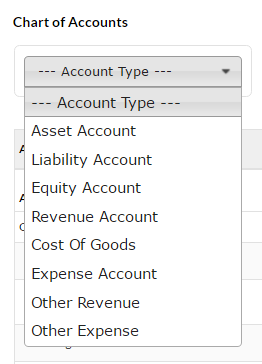 Chart of Accounts
--- Account Type ---
--- Account Type ---
Asset Account
Liability Account
Equity Account
Revenue Account
Cost Of Goods
Expense Account
Other Revenue
Other Expense